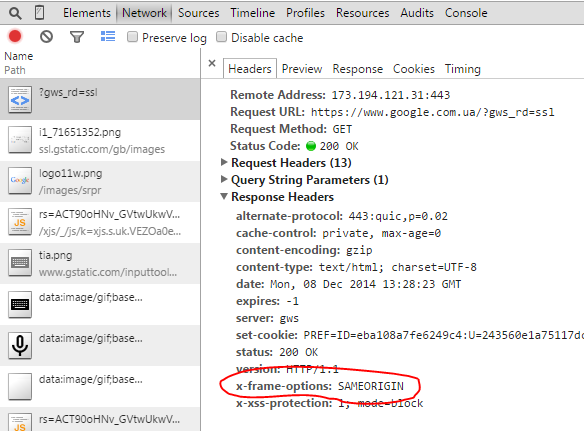 Elements Network Sources Timeline Profiles Resources Audits Console
Preserve log Disable cache
Name
Path
?gws_rd=ssl
i1_71651352.png
ssl.gstatic.com/gb/images
logo11w.png
/images/srpr
rs=ACT90oHNv_GVtwUkwV...
/xjs/_/js/k=xjs.s.uk.VEZOa0e...
tia.png
www.gstatic.com/inputtool...
data:image/gif;base...
data:image/gif;base...
data:image/gif;base...
rs=ACT90oHNv_GVtwUkwV...
× Headers Preview Response Cookies Timing
Remote Address: 173.194.121.31:443
Request URL: https://www.google.com.ua/?gws_rd=ssl
Request Method: GET
Status Code: 200 OK
Request Headers (13)
Query String Parameters (1)
Response Headers
alternate-protocol: 443:quic,p=0.02
cache-control: private, max-age=0
content-encoding: gzip
content-type: text/html; charset=UTF-8
date: Mon, 08 Dec 2014 13:28:23 GMT
expires: -1
server: gws
set-cookie: PREF=ID=eba108a7fe6249c4:U=243560e1a75117dc
status: 200 OK
version: HTTP/1.1
x-frame-options: SAMEORIGIN
x-xss-protection: 1; mode=block